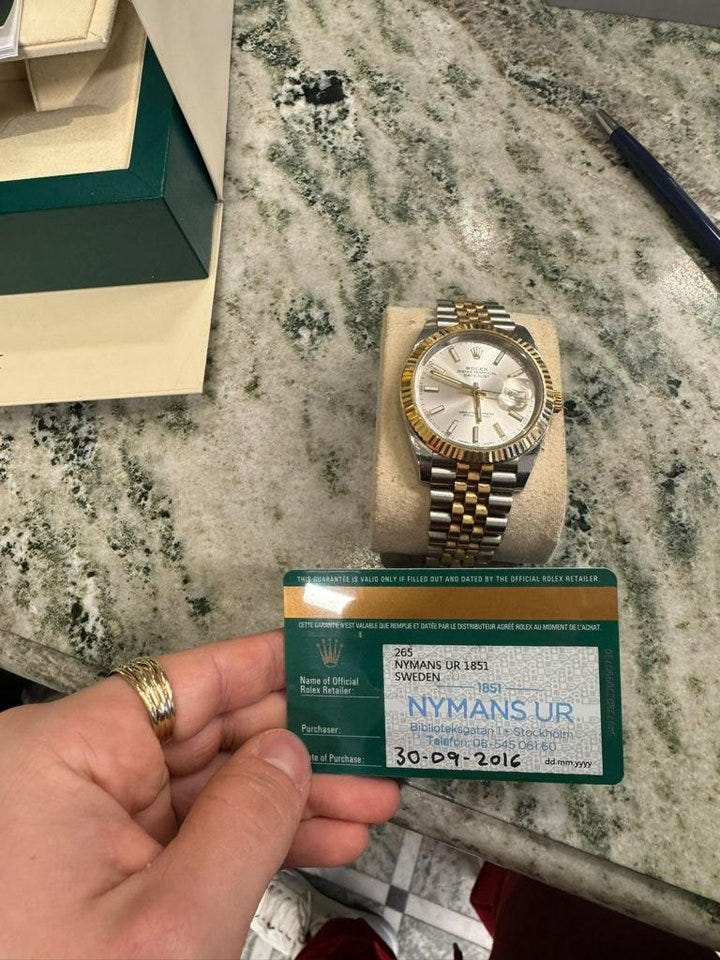 ROLEX
OYSTER PERPETUAL
DATEJUST
THIS GUARANTEE IS VALID ONLY IF FILLED OUT AND DATED BY THE OFFICIAL ROLEX RETAILER.
CETTE GARANTIE N'EST VALABLE QUE REMPLIE ET DATÉE PAR LE DISTRIBUTEUR AGRÉÉ ROLEX AU MOMENT DE L'ACHAT.
Name of Official
Rolex Retailer:
265
NYMANS UR 1851
SWEDEN
1851
NYMANS UR
Biblioteksgatan 1 • Stockholm
Telefon: 08-545 061 60
Purchaser:
te of Purchase:
30-09-2016
dd.mm.yyyy